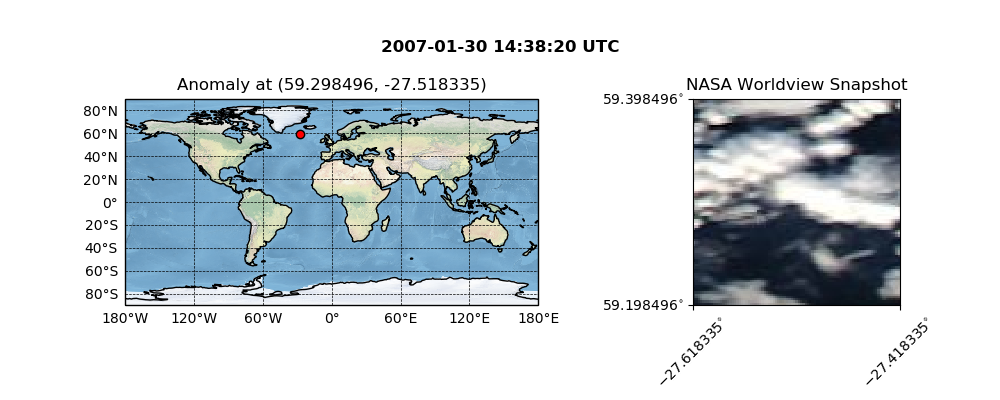 2007-01-30 14:38:20 UTC
Anomaly at (59.298496, -27.518335)
80°N
60°N
40°N
20°N
0°
20°S
40°S
60°S
80°S
180°W 120°W 60°W 0° 60°E 120°E 180°E
NASA Worldview Snapshot
59.398496°
59.198496°
−27.618335° −27.418335°